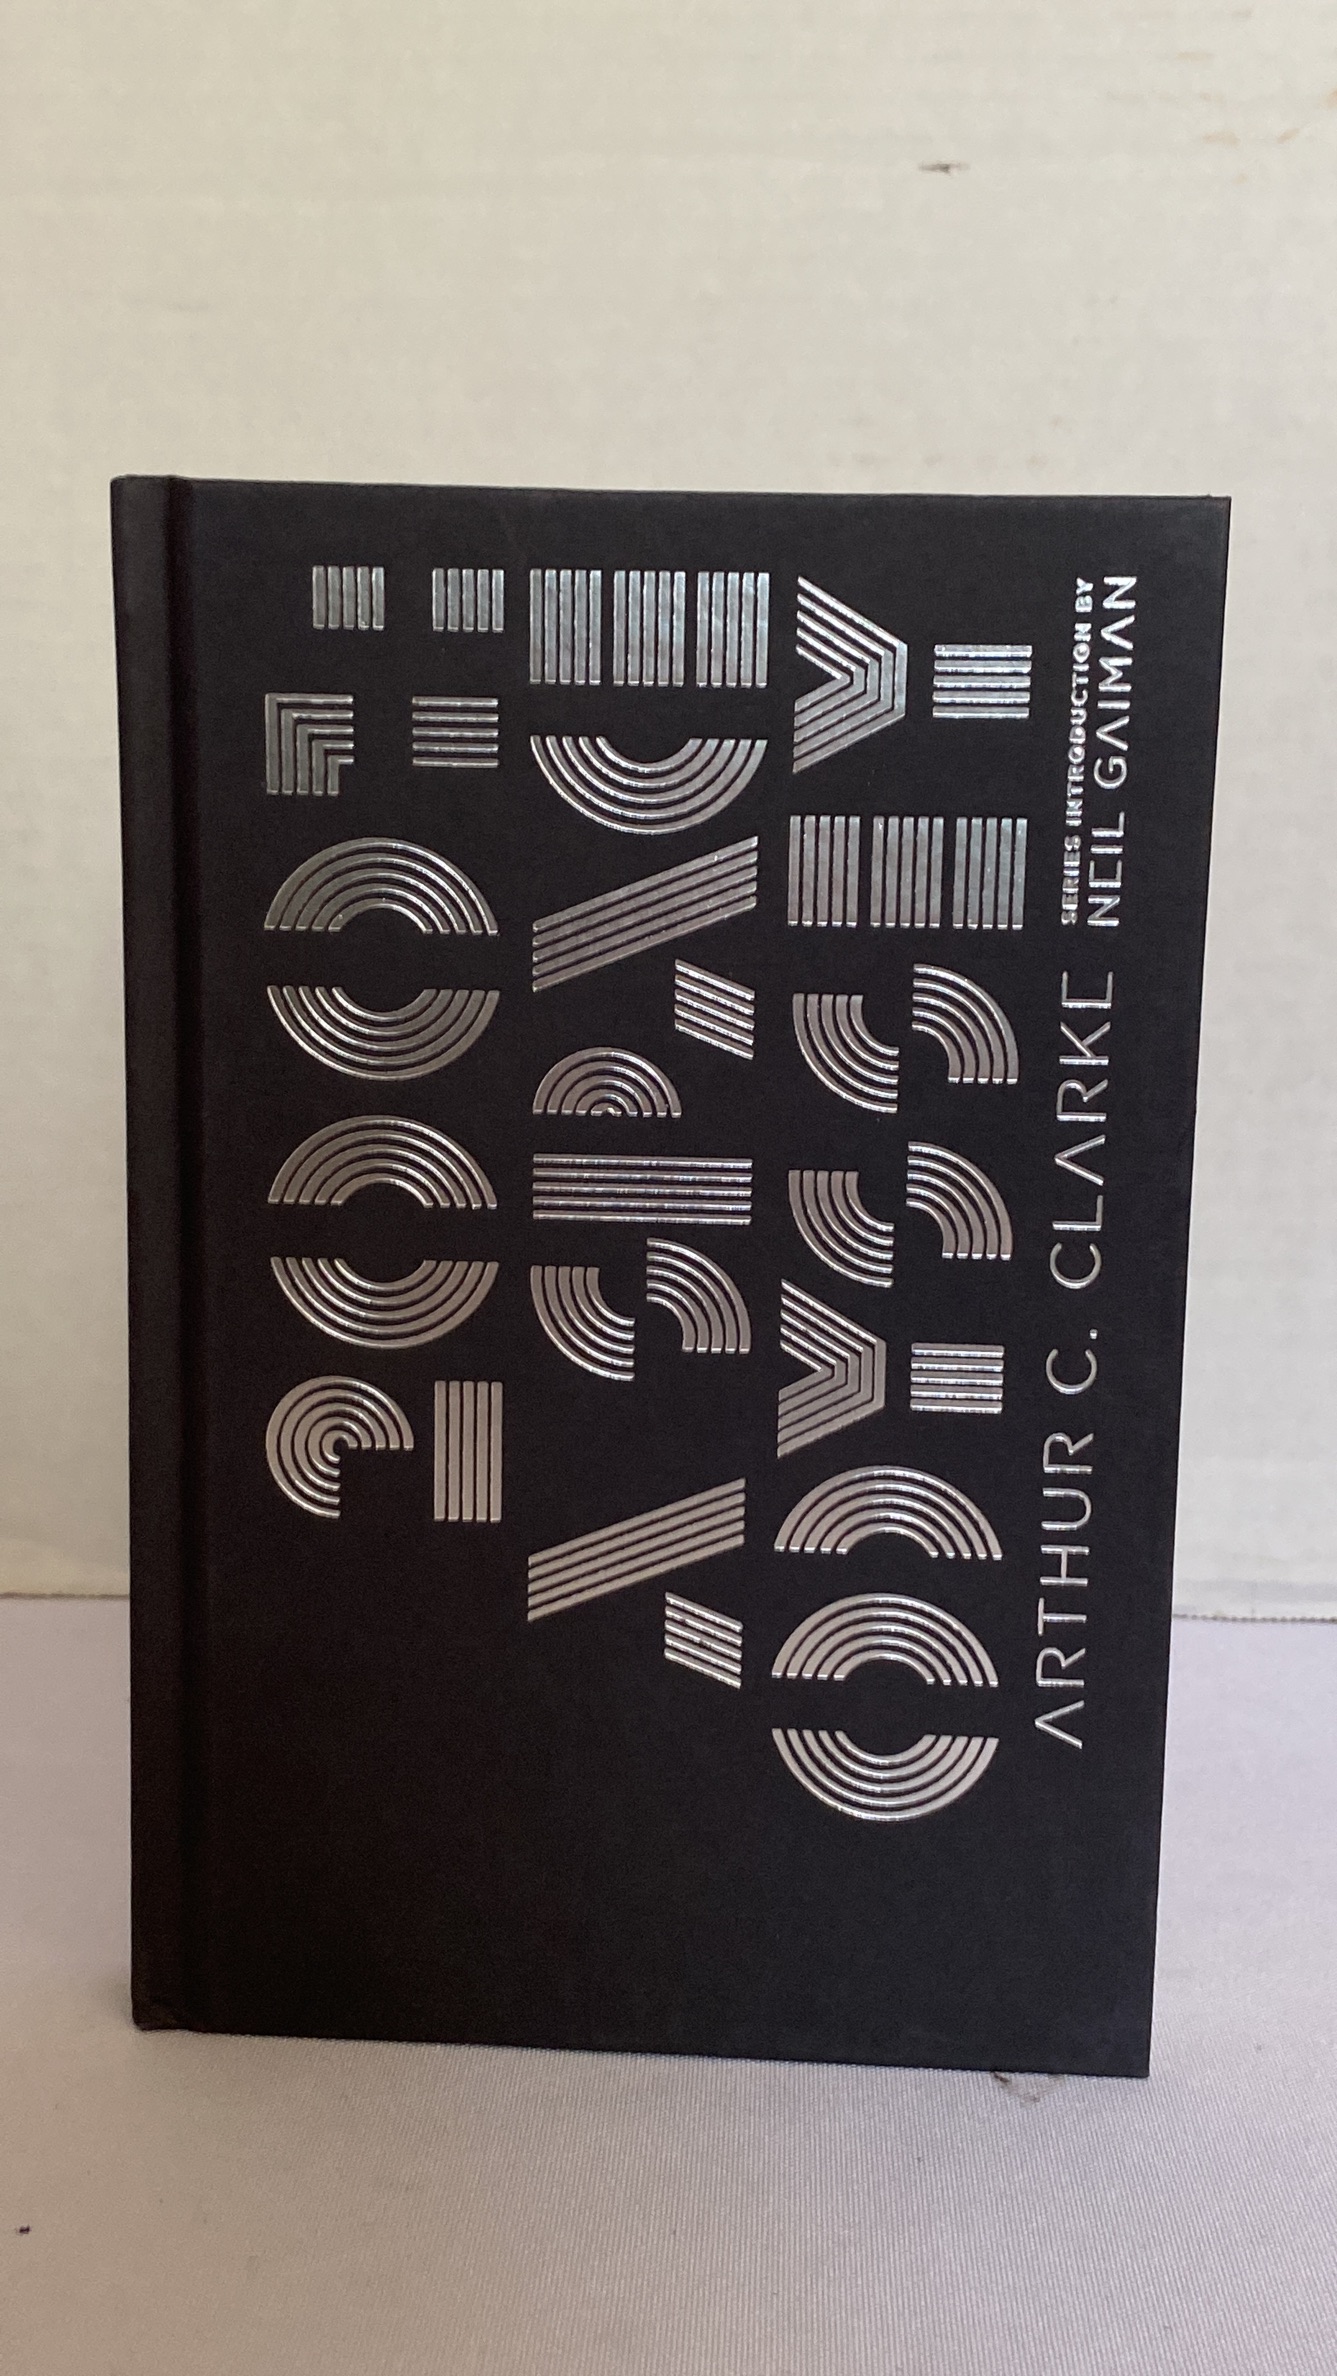 2001:
A SPACE
ODYSSEY
ARTHUR C. CLARKE
SERIES INTRODUCTION BY
NEIL GAIMAN